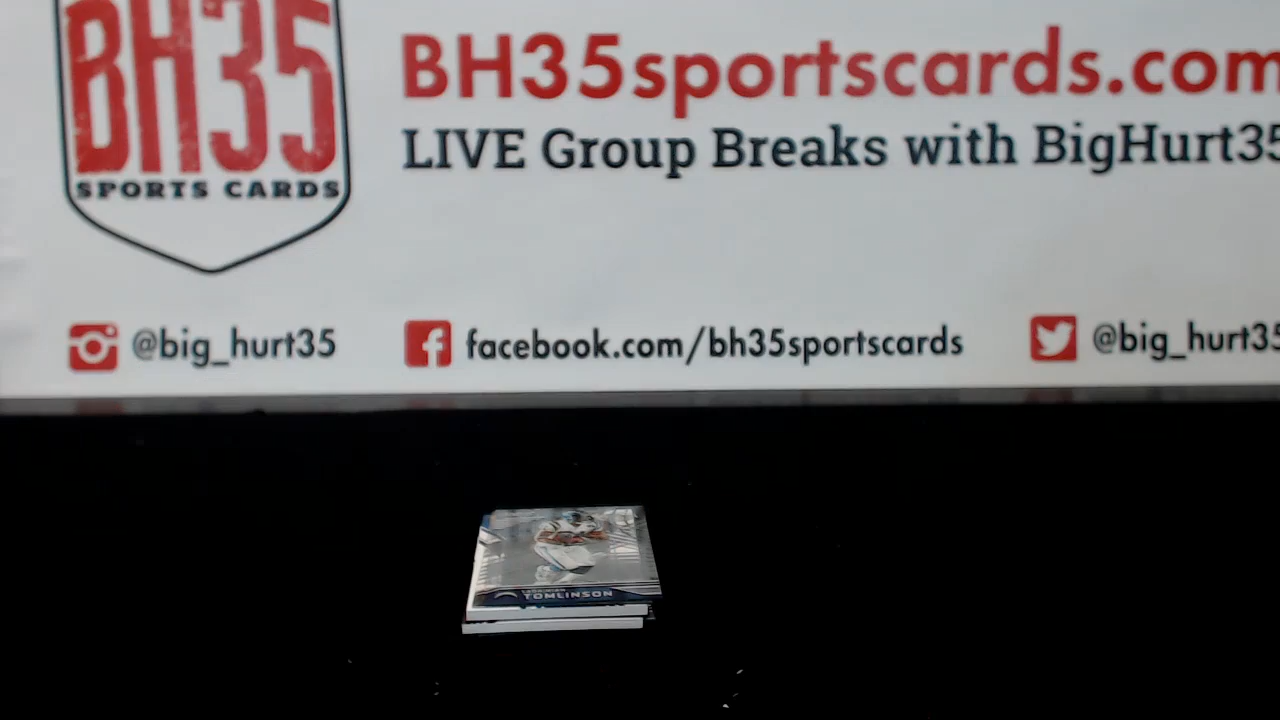 BH35
SPORTS CARDS
BH35sportscards.com
LIVE Group Breaks with BigHurt35
@big_hurt35
facebook.com/bh35sportscards
@big_hurt35
TOMLINSON